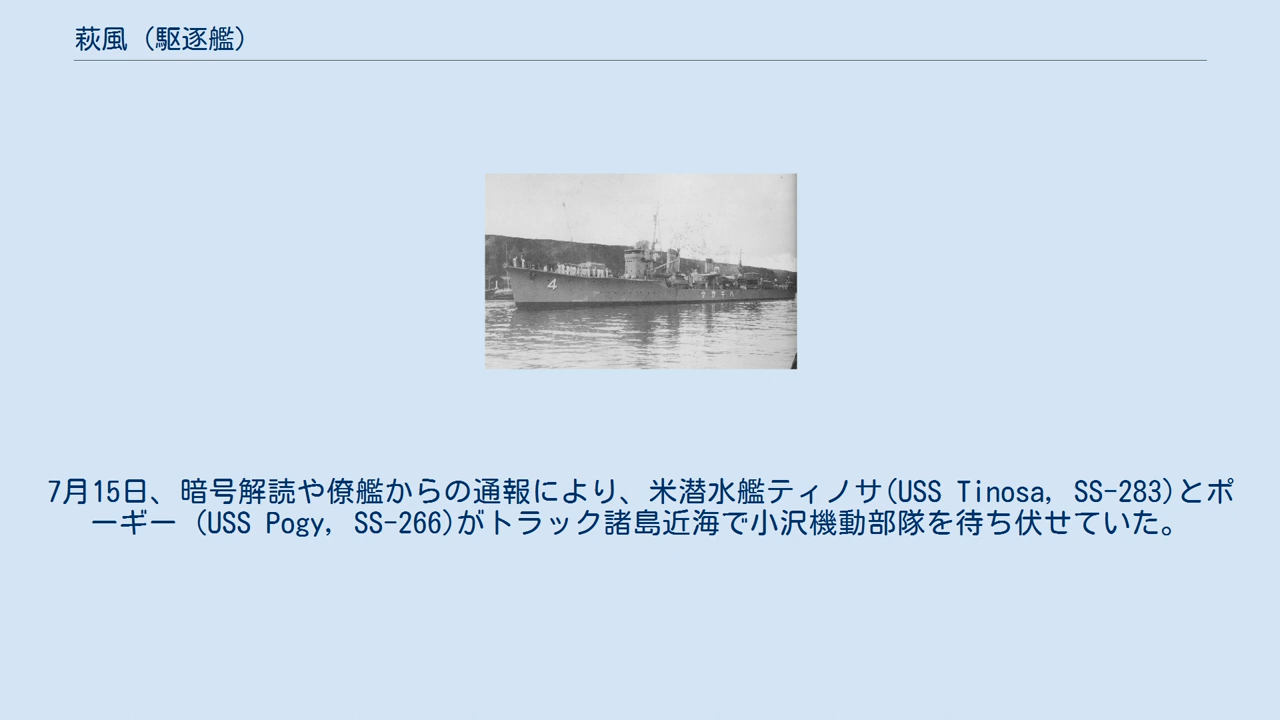 萩風 (駆逐艦)
4
7月15日、暗号解読や僚艦からの通報により、米潜水艦ティノサ(USS Tinosa, SS-283)とポ
ーギー (USS Pogy, SS-266)がトラック諸島近海で小沢機動部隊を待ち伏せていた。